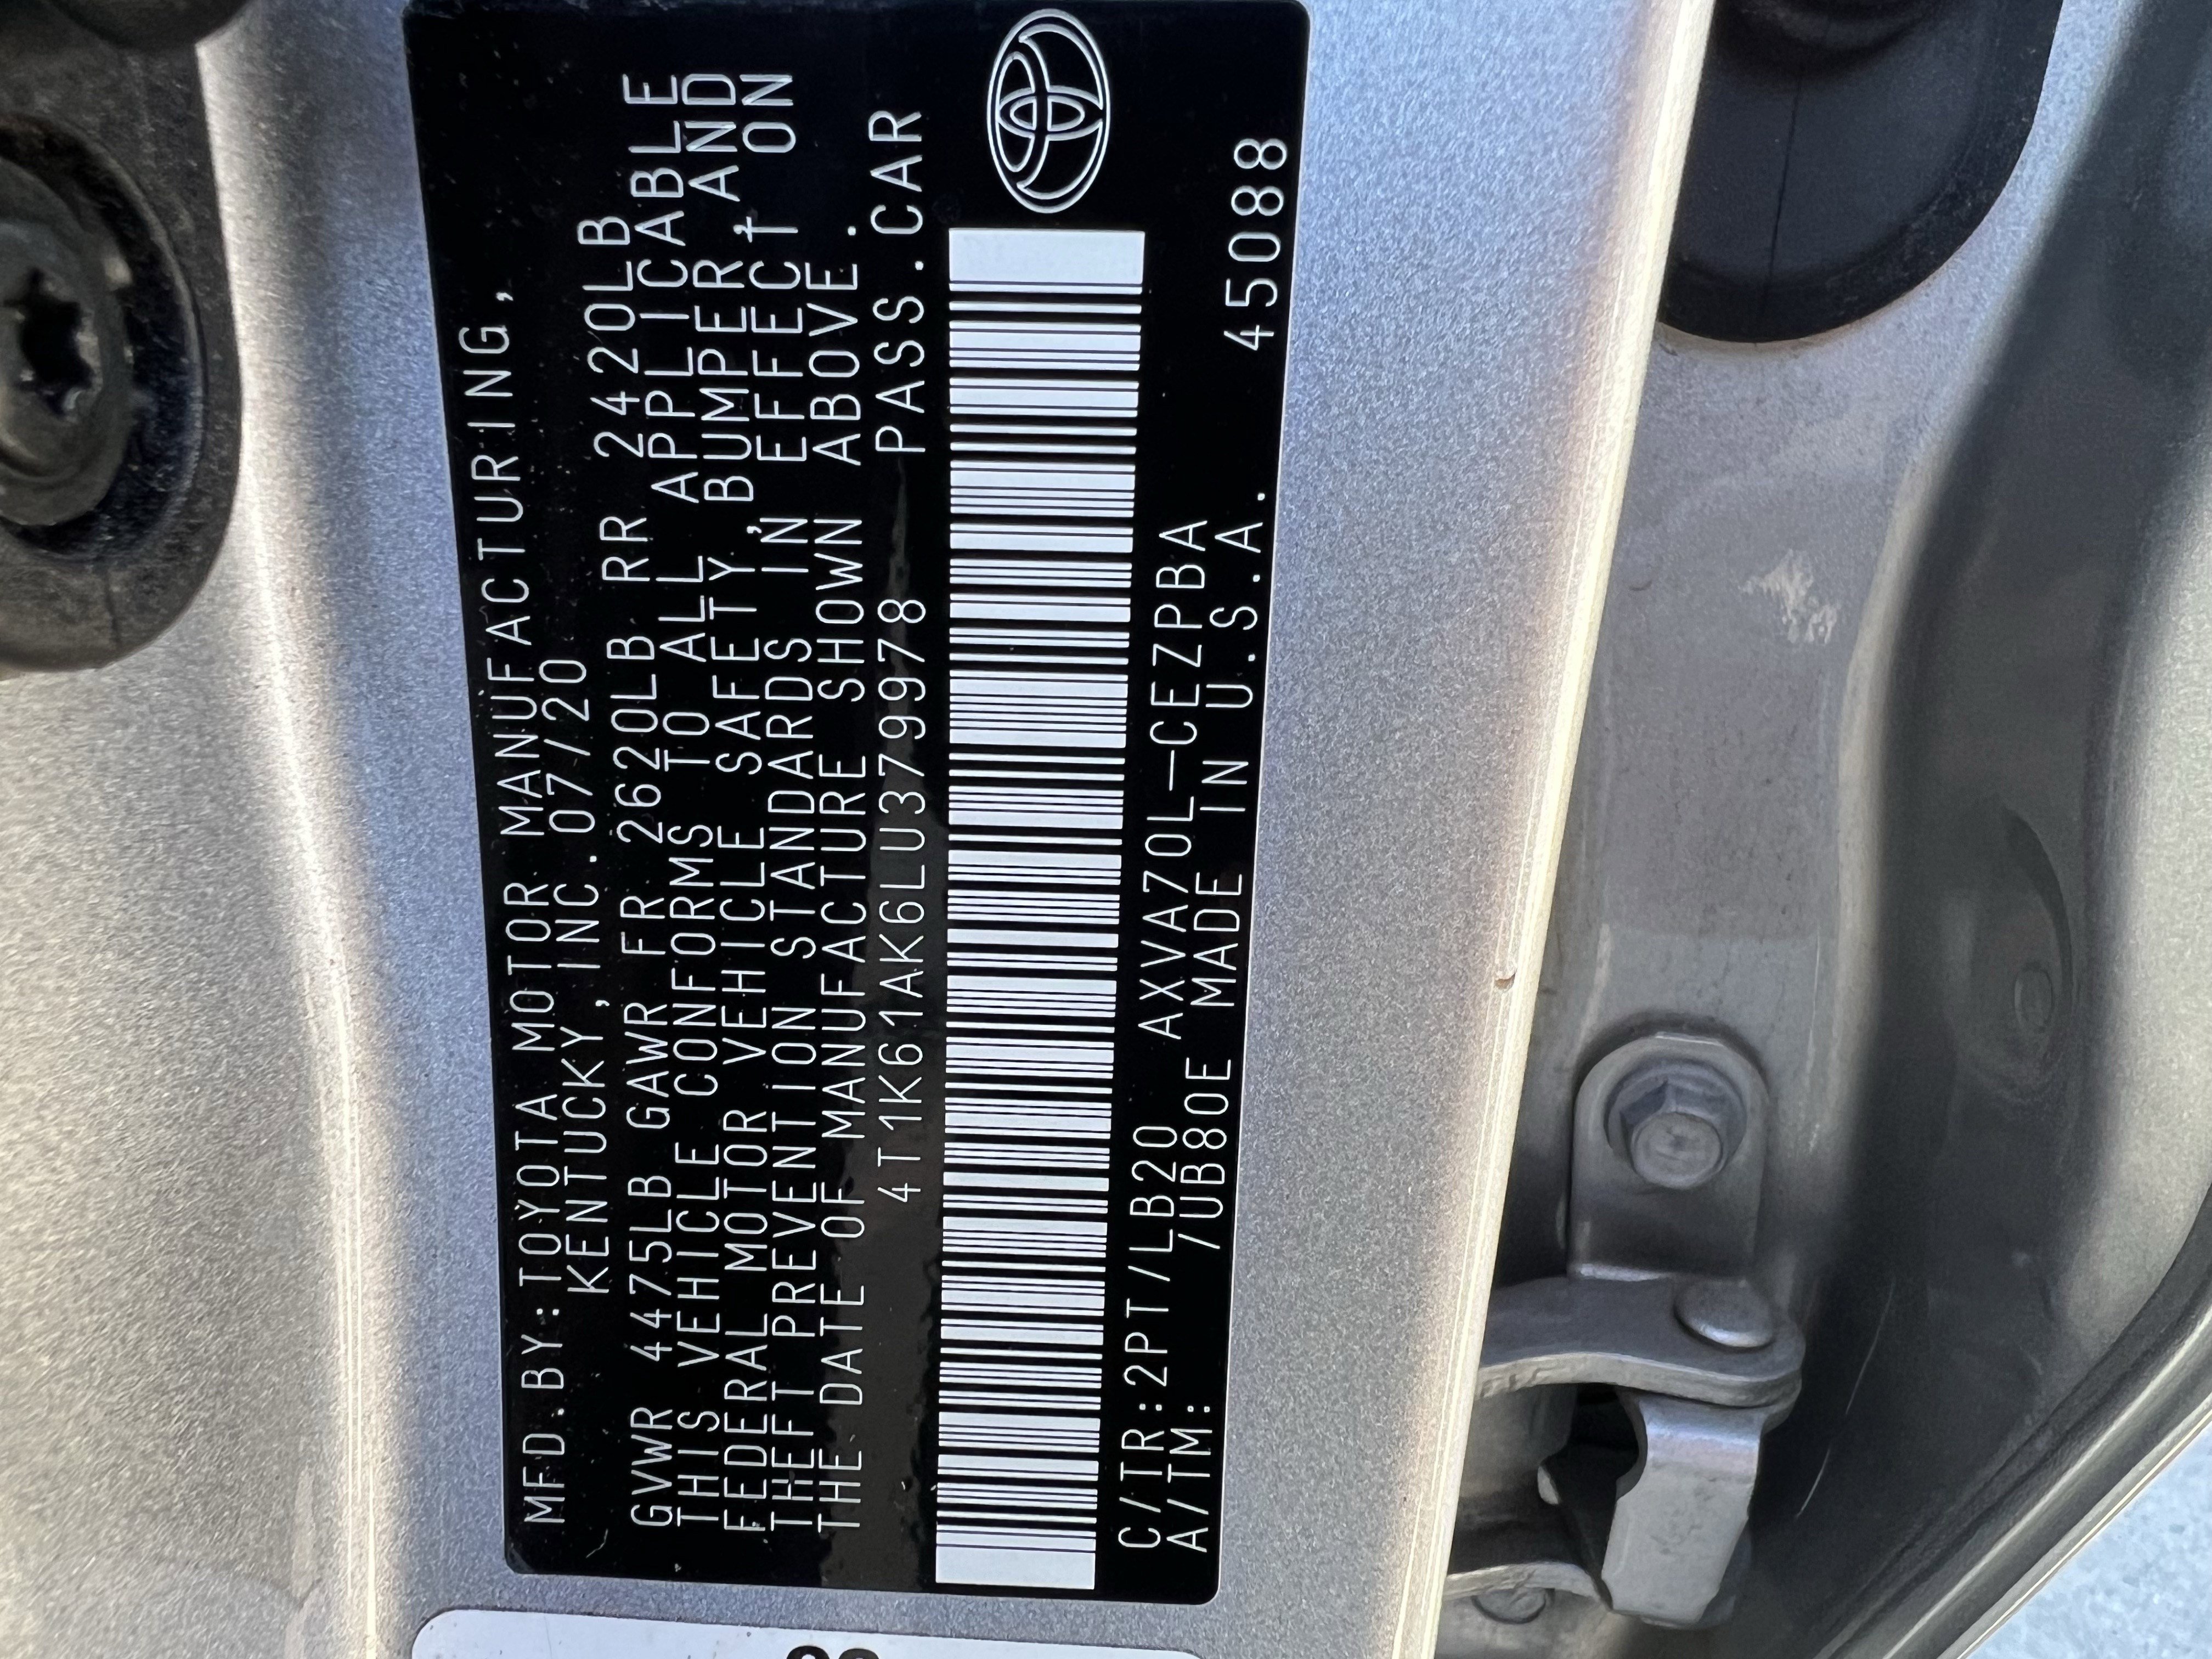 MFD.BY:TOYOTA MOTOR MANUFACTURING,
KENTUCKY,INC.07/20
GVWR 4475LB GAWR FR 2620LB RR 2420LB
THIS VEHICLE CONFORMS TO ALL APPLICABLE
FEDERAL MOTOR VEHICLE SAFETY,BUMPER,AND
THEFT PREVENTION STANDARDS IN EFFECT ON
THE DATE OF MANUFACTURE SHOWN ABOVE.
4T1K61AK6LU379978 PASS.CAR
C/TR:2PT/LB20 AXVA70L—CEZPBA
A/TM: /UB80E MADE IN U.S.A. 45088